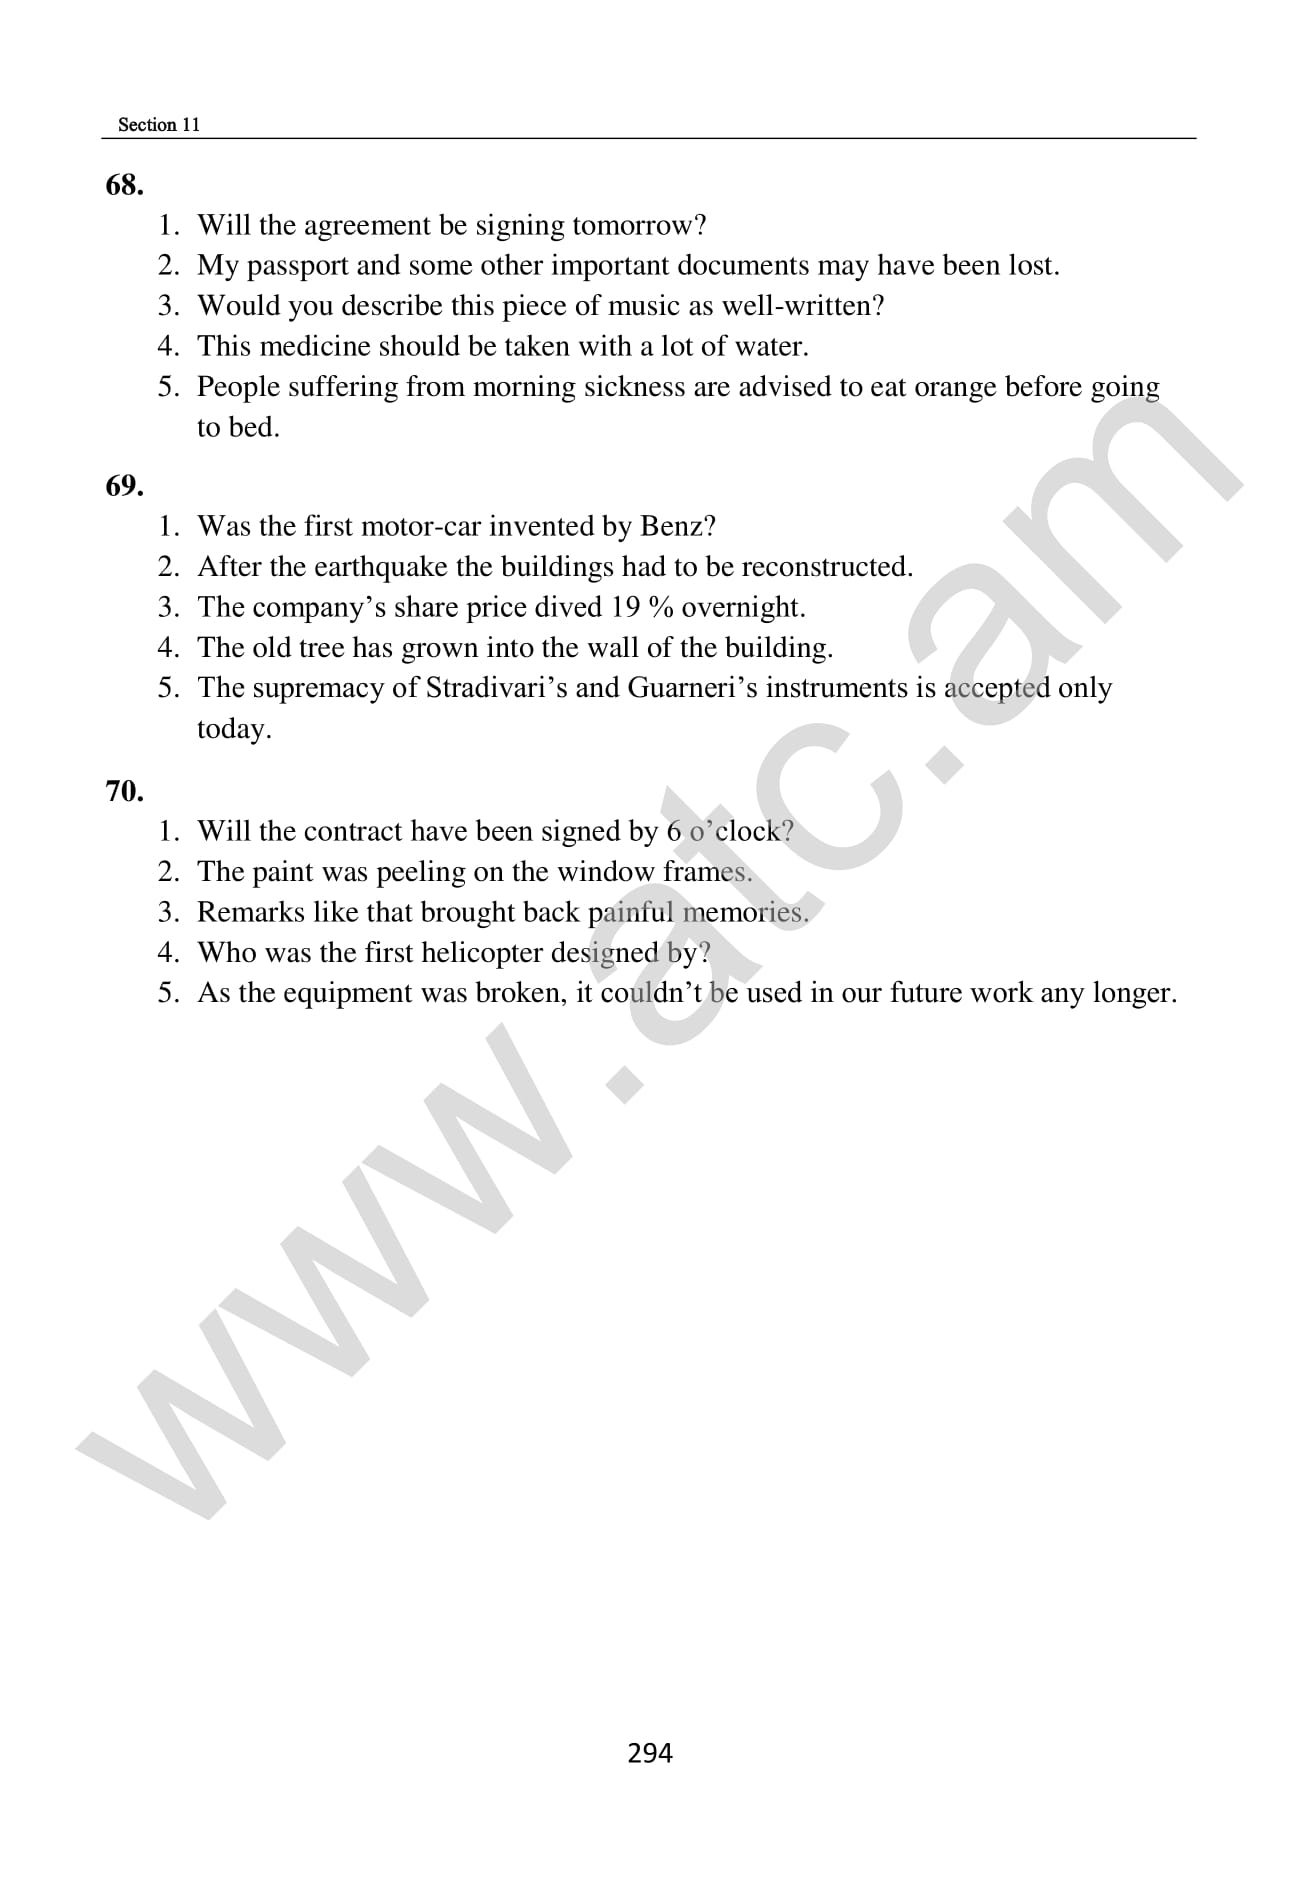 Section 11
68.
1. Will the agreement be signing tomorrow?
2. My passport and some other important documents may have been lost.
3. Would you describe this piece of music as well-written?
4. This medicine should be taken with a lot of water.
5. People suffering from morning sickness are advised to eat orange before going
to bed.
69.
1. Was the first motor-car invented by Benz?
2. After the earthquake the buildings had to be reconstructed.
3. The company’s share price dived 19 % overnight.
4. The old tree has grown into the wall of the building.
5. The supremacy of Stradivari’s and Guarneri’s instruments is accepted only
today.
70.
1. Will the contract have been signed by 6 o’clock?
2. The paint was peeling on the window frames.
3. Remarks like that brought back painful memories.
4. Who was the first helicopter designed by?
5. As the equipment was broken, it couldn’t be used in our future work any longer.
www.atc.am
294